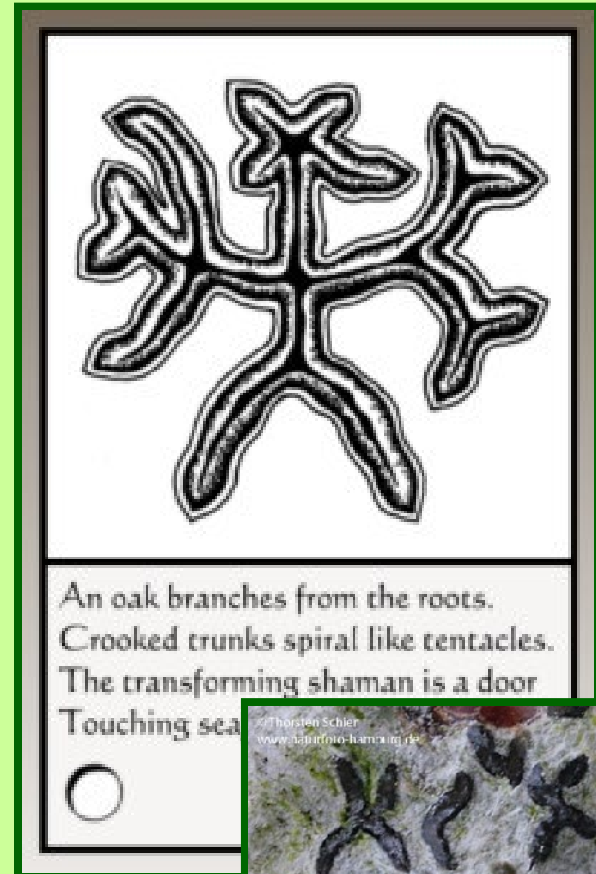 An oak branches from the roots.
Crooked trunks spiral like tentacles.
The transforming shaman is a door
Touching sea
©Thorsten Schier
www.naturfoto-hamburg.de